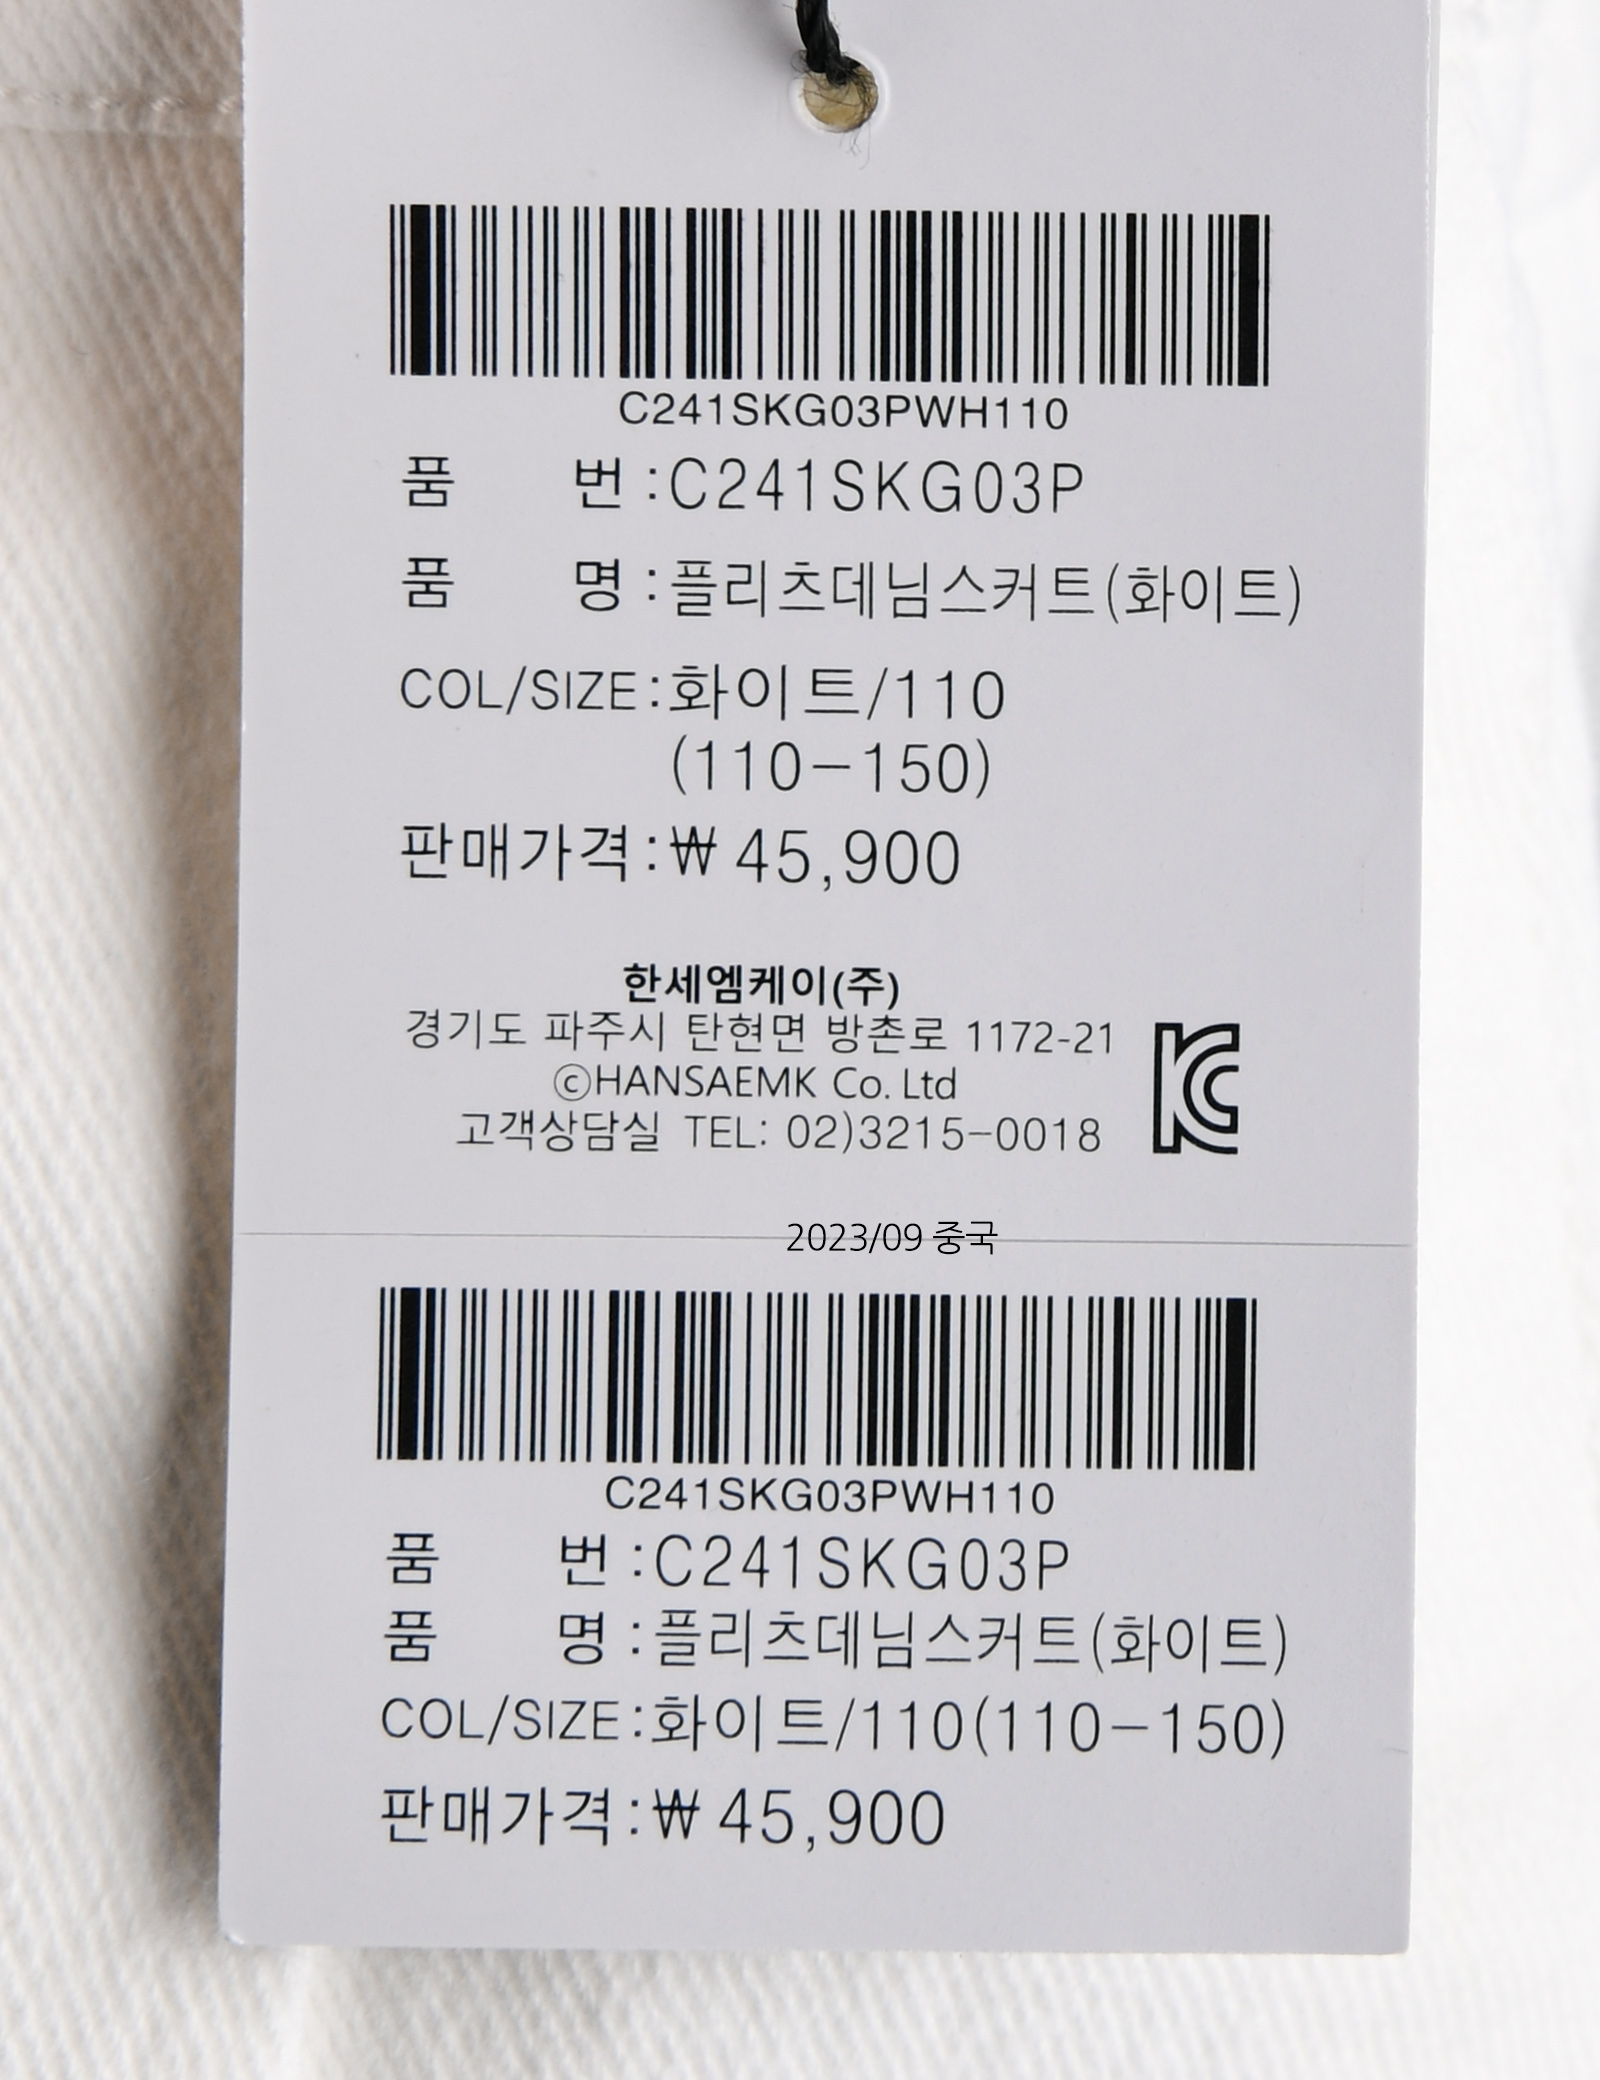 C241SKG03PWH110
품 번 :C241SKG03P
품 명 :플리츠데님스커트(화이트)
COL/SIZE:화이트/110
(110-150)
판매가격:₩45,900
한세엠케이(주)
경기도 파주시 탄현면 방촌로 1172-21
ⓒHANSAEMK Co. Ltd
고객상담실 TEL: 02)3215-0018
2023/09 중국
C241SKG03PWH110
품 번 :C241SKG03P
품 명 :플리츠데님스커트(화이트)
COL/SIZE:화이트/110(110-150)
판매가격:₩45,900